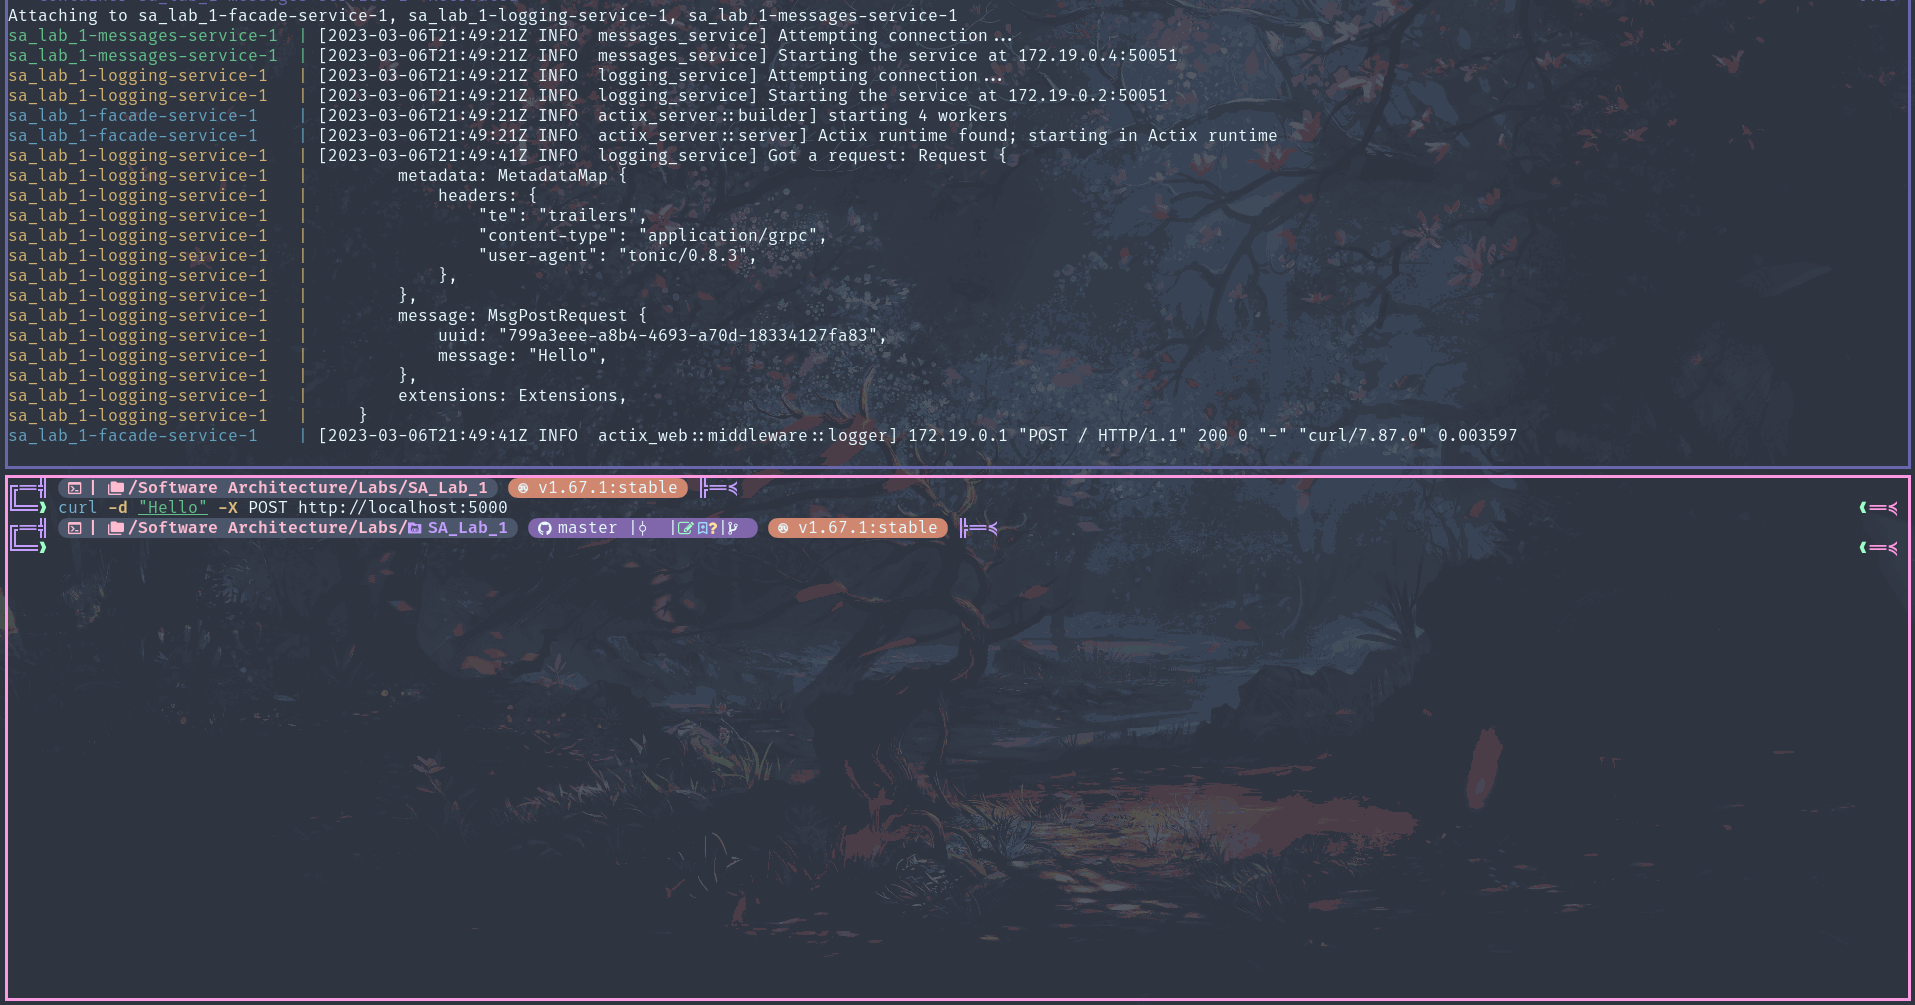 Attaching to sa_lab_1-facade-service-1, sa_lab_1-logging-service-1, sa_lab_1-messages-service-1
sa_lab_1-messages-service-1  | [2023-03-06T21:49:21Z INFO  messages_service] Attempting connection...
sa_lab_1-messages-service-1  | [2023-03-06T21:49:21Z INFO  messages_service] Starting the service at 172.19.0.4:50051
sa_lab_1-logging-service-1   | [2023-03-06T21:49:21Z INFO  logging_service] Attempting connection...
sa_lab_1-logging-service-1   | [2023-03-06T21:49:21Z INFO  logging_service] Starting the service at 172.19.0.2:50051
sa_lab_1-facade-service-1    | [2023-03-06T21:49:21Z INFO  actix_server::builder] starting 4 workers
sa_lab_1-facade-service-1    | [2023-03-06T21:49:21Z INFO  actix_server::server] Actix runtime found; starting in Actix runtime
sa_lab_1-logging-service-1   | [2023-03-06T21:49:41Z INFO  logging_service] Got a request: Request {
sa_lab_1-logging-service-1   |         metadata: MetadataMap {
sa_lab_1-logging-service-1   |             headers: {
sa_lab_1-logging-service-1   |                 "te": "trailers",
sa_lab_1-logging-service-1   |                 "content-type": "application/grpc",
sa_lab_1-logging-service-1   |                 "user-agent": "tonic/0.8.3",
sa_lab_1-logging-service-1   |             },
sa_lab_1-logging-service-1   |         },
sa_lab_1-logging-service-1   |         message: MsgPostRequest {
sa_lab_1-logging-service-1   |             uuid: "799a3eee-a8b4-4693-a70d-18334127fa83",
sa_lab_1-logging-service-1   |             message: "Hello",
sa_lab_1-logging-service-1   |         },
sa_lab_1-logging-service-1   |         extensions: Extensions,
sa_lab_1-logging-service-1   |     }
sa_lab_1-facade-service-1    | [2023-03-06T21:49:41Z INFO  actix_web::middleware::logger] 172.19.0.1 "POST / HTTP/1.1" 200 0 "-" "curl/7.87.0" 0.003597
| /Software Architecture/Labs/SA_Lab_1 v1.67.1:stable
curl -d "Hello" -X POST http://localhost:5000
| /Software Architecture/Labs/ SA_Lab_1 master | | ?| v1.67.1:stable